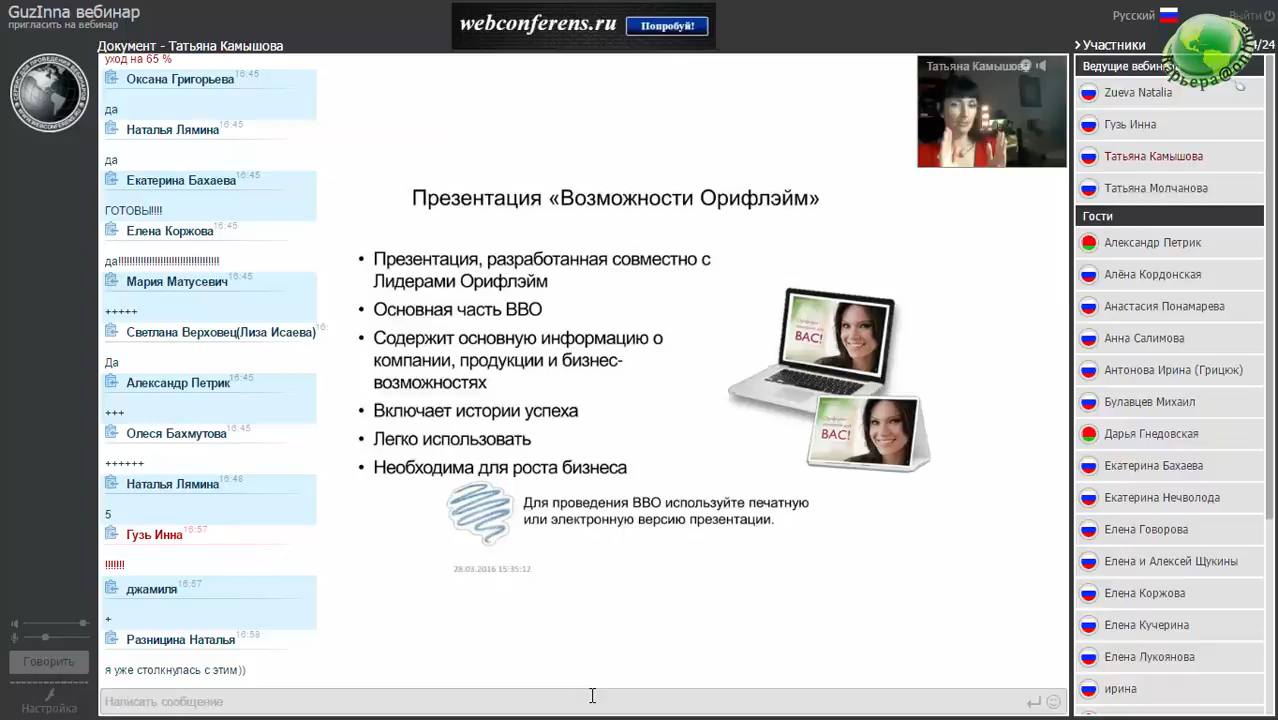 GuzInna вебинар
пригласить на вебинар
webconferens.ru
Попробуй!
Русский
Выйти
Документ - Татьяна Камышова
Участники
/24
уход на 65 %
Оксана Григорьева 16:45
да
Наталья Лямина 16:45
да
Екатерина Бахаева 16:45
ГОТОВЫ!!!!
Елена Коржова 16:45
да!!!!!!!!!!!!!!!!!!!!!!!!!!!!!!!!!!
Мария Матусевич 16:45
+++++
Светлана Верховец(Лиза Исаева) 16:
Да
Александр Петрик 16:45
+++
Олеся Бахмутова 16:45
++++++
Наталья Лямина 16:48
5
Гузь Инна 16:57
!!!!!!!
джамиля 16:57
+
Разницина Наталья 16:58
я уже столкнулась с этим))
Говорить
Настройка
Написать сообщение
Татьяна Камышова
Презентация «Возможности Орифлэйм»
• Презентация, разработанная совместно с
Лидерами Орифлэйм
• Основная часть ВВО
• Содержит основную информацию о
компании, продукции и бизнес-
возможностях
• Включает истории успеха
• Легко использовать
• Необходима для роста бизнеса
ВАС!
ВАС!
Для проведения ВВО используйте печатную
или электронную версию презентации.
28.03.2016 15:35:12
Ведущие вебин
Zueva Natalia
Гузь Инна
Татьяна Камышова
Татьяна Молчанова
Гости
Александр Петрик
Алёна Кордонская
Анастасия Понамарева
Анна Салимова
Антонова Ирина (Грицюк)
Булавцев Михаил
Дарья Гнедовская
Екатерина Бахаева
Екатерина Нечволода
Елена Говорова
Елена и Алексей Щукины
Елена Коржова
Елена Кучерина
Елена Лукоянова
ирина